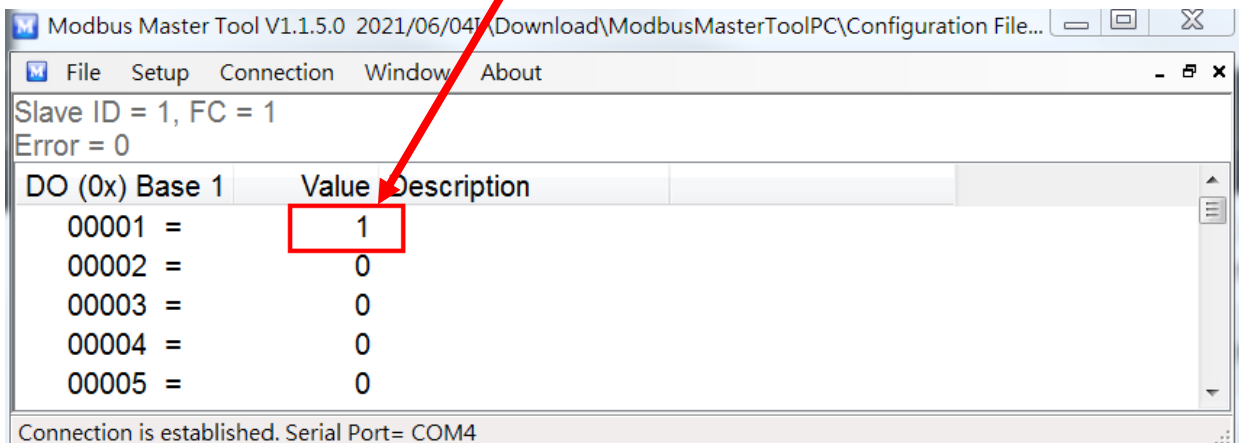 Modbus Master Tool V1.1.5.0 2021/06/04 \Download\ModbusMasterToolPC\Configuration File...
File Setup Connection Window About
Slave ID = 1, FC = 1
Error = 0
DO (0x) Base 1 Value Description
00001 = 1
00002 = 0
00003 = 0
00004 = 0
00005 = 0
Connection is established. Serial Port= COM4